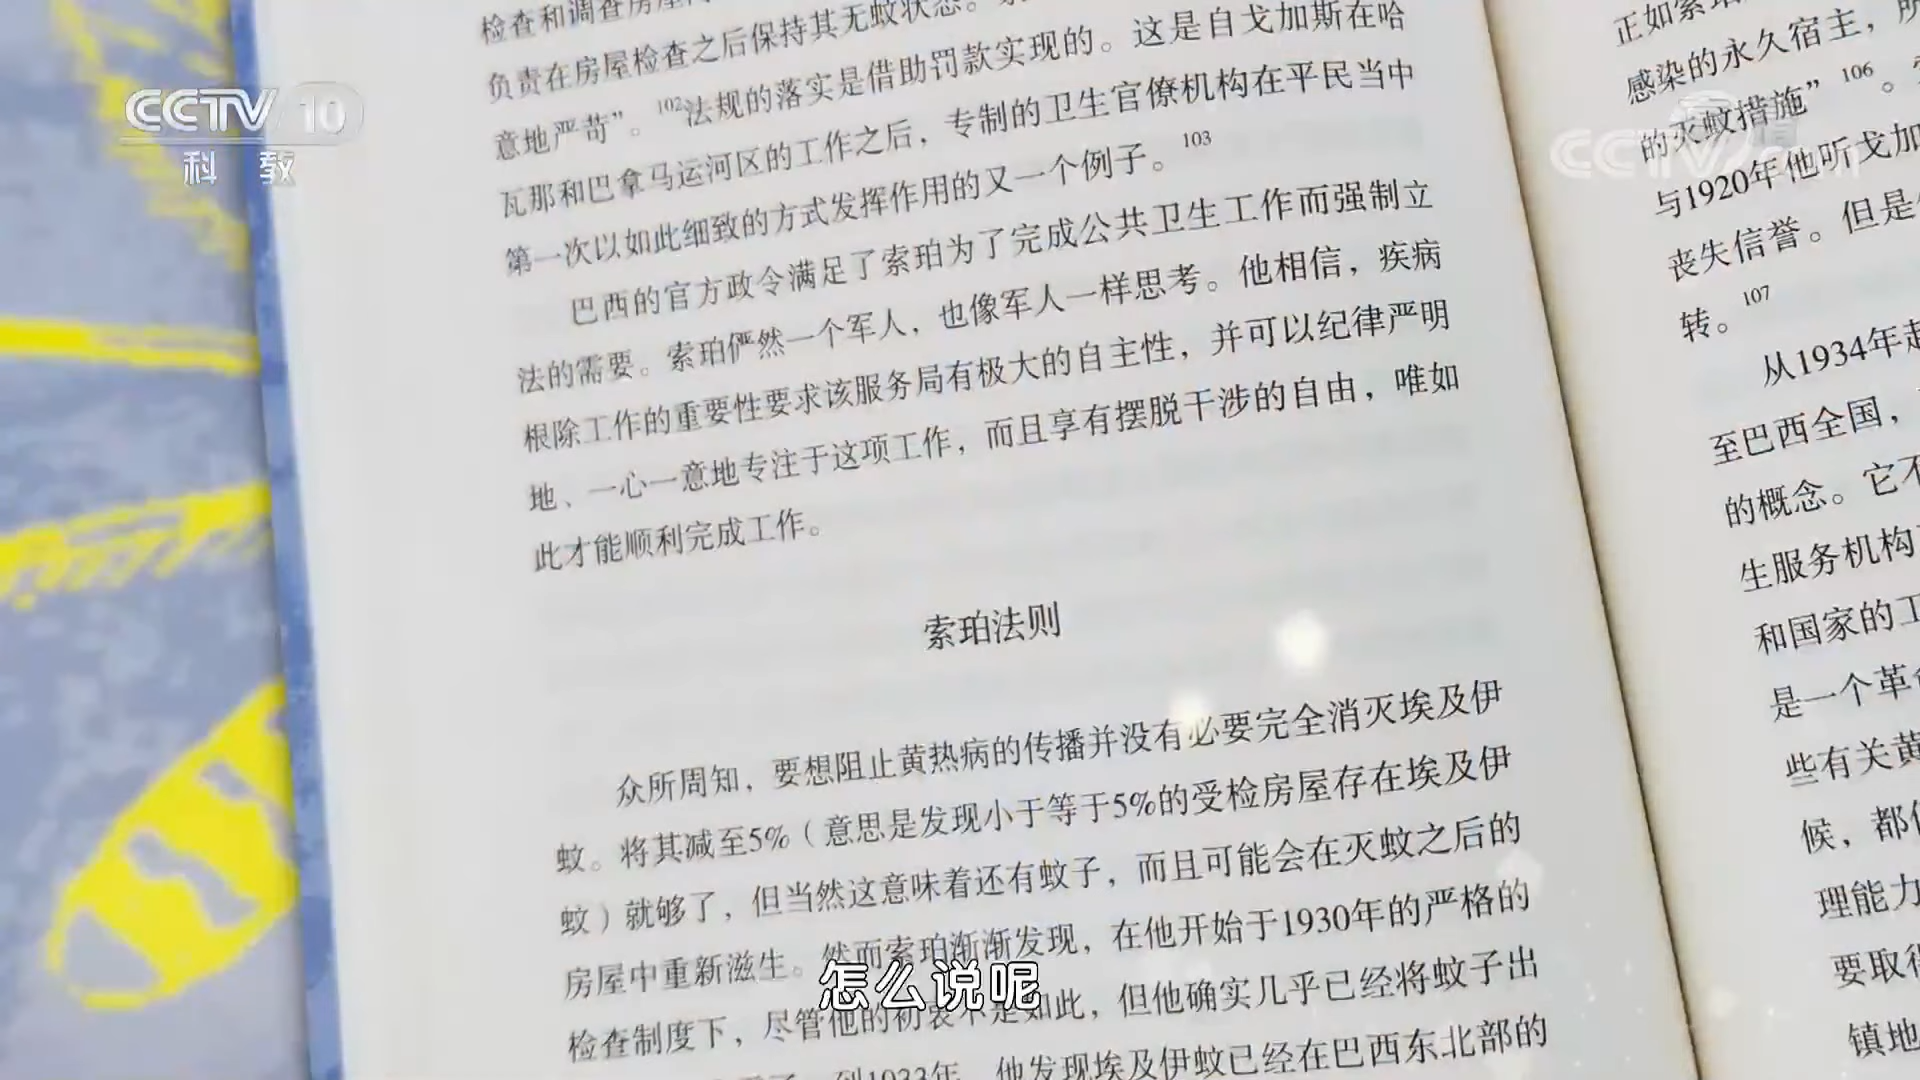 检查和调查房屋
负责在房屋检查之后保持其无蚊状态。
意地严苛”。102法规的落实是借助罚款实现的。这是自戈加斯在哈
瓦那和巴拿马运河区的工作之后，专制的卫生官僚机构在平民当中
第一次以如此细致的方式发挥作用的又一个例子。103
巴西的官方政令满足了索珀为了完成公共卫生工作而强制立
法的需要。索珀俨然一个军人，也像军人一样思考。他相信，疾病
根除工作的重要性要求该服务局有极大的自主性，并可以纪律严明
地、一心一意地专注于这项工作，而且享有摆脱干涉的自由，唯如
此才能顺利完成工作。
索珀法则
众所周知，要想阻止黄热病的传播并没有必要完全消灭埃及伊
蚊。将其减至5%（意思是发现小于等于5%的受检房屋存在埃及伊
蚊）就够了，但当然这意味着还有蚊子，而且可能会在灭蚊之后的
房屋中重新滋生。然而索珀渐渐发现，在他开始于1930年的严格的
检查制度下，尽管他的初衷不是如此，但他确实几乎已经将蚊子出
到1933年，他发现埃及伊蚊已经在巴西东北部的
正如索珀
感染的永久宿主，所
的灭蚊措施”106。
与1920年他听戈加
丧失信誉。但是
转。107
从1934年起
至巴西全国，
的概念。它不
生服务机构
和国家的工
是一个革命
些有关黄
候，都
理能力
要取得
镇地
CCTV 10
科教
CCTV
怎么说呢